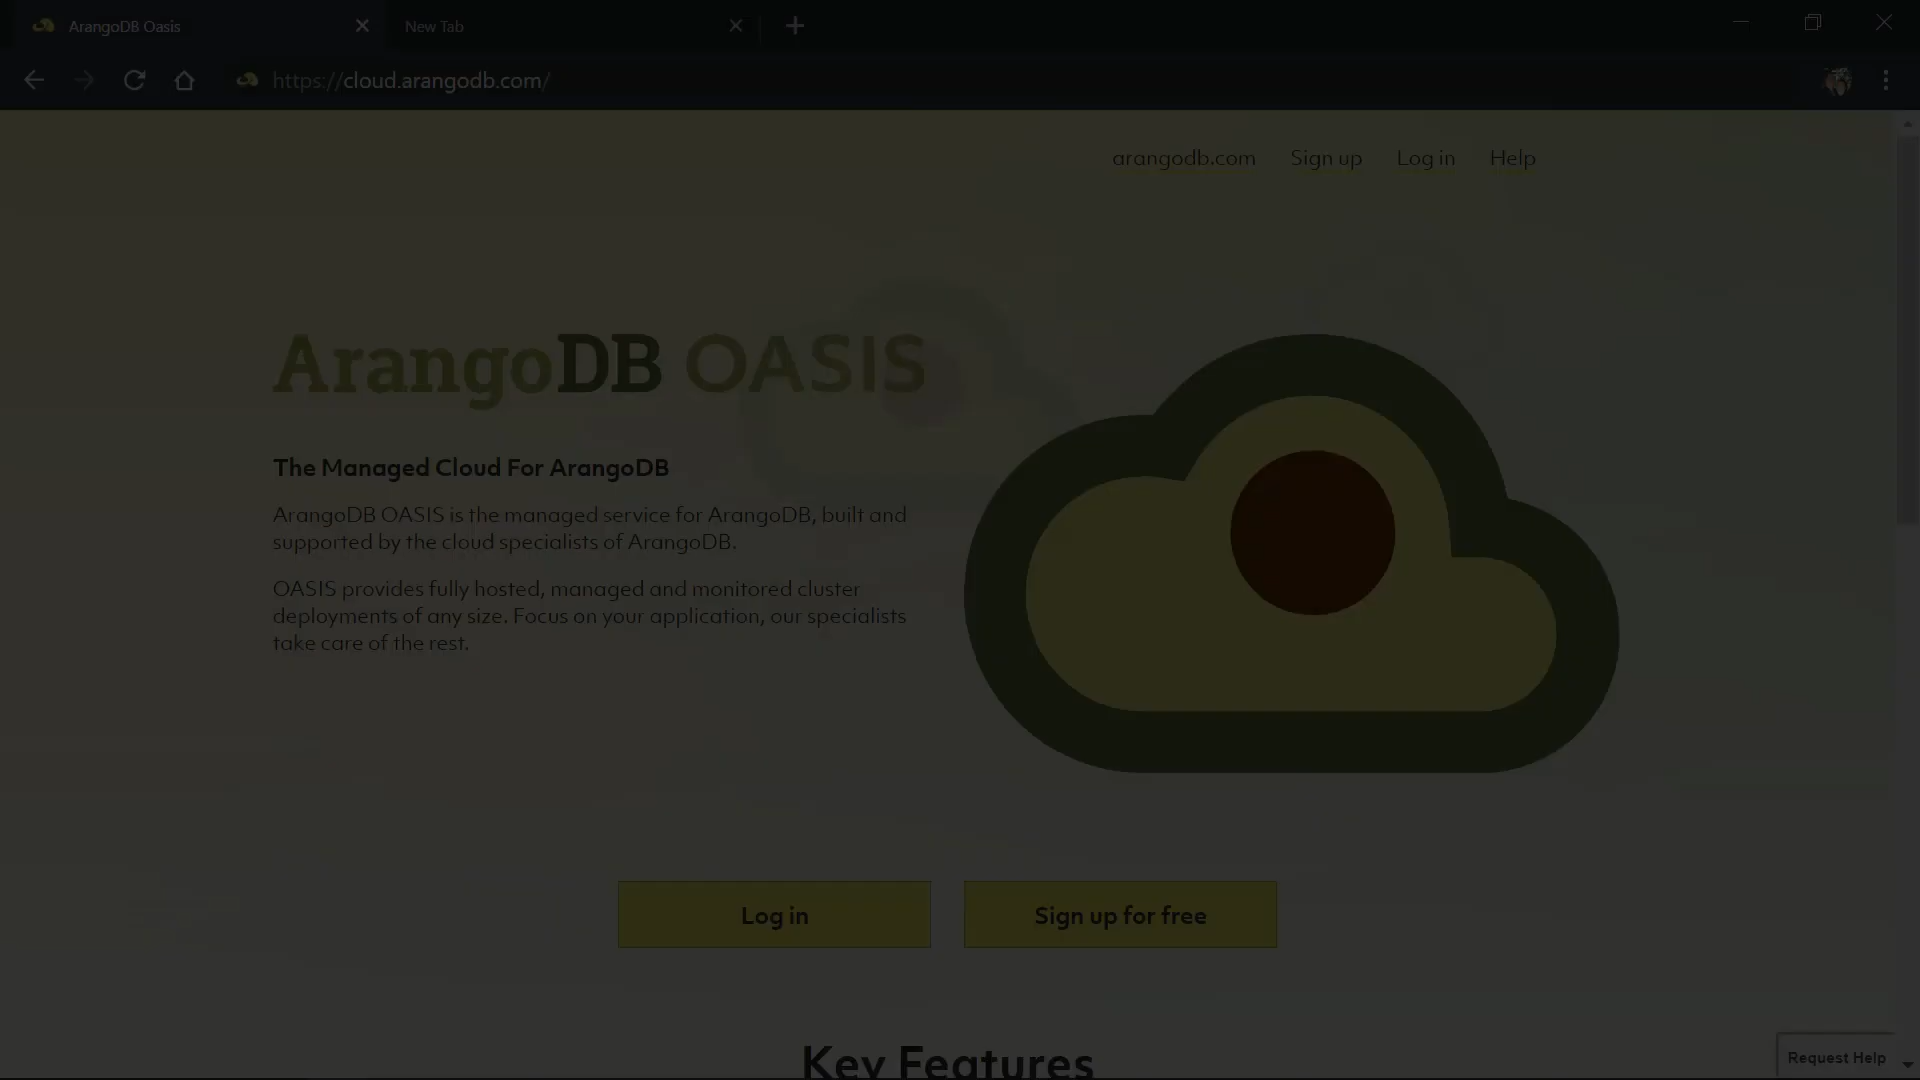 ArangoDB Oasis
New Tab
https://cloud.arangodb.com/
arangodb.com Sign up Log in Help
ArangoDB OASIS
The Managed Cloud For ArangoDB
ArangoDB OASIS is the managed service for ArangoDB, built and
supported by the cloud specialists of ArangoDB.
OASIS provides fully hosted, managed and monitored cluster
deployments of any size. Focus on your application, our specialists
take care of the rest.
Log in
Sign up for free
Key Features
Request Help